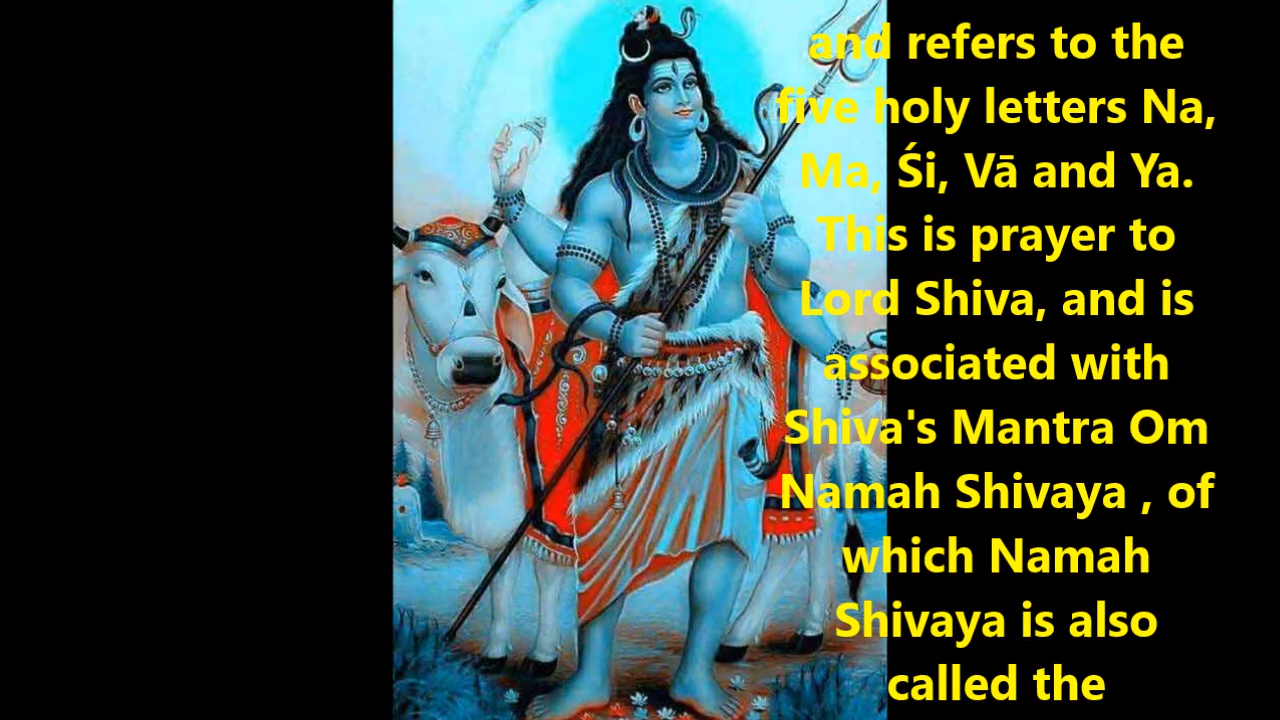 and refers to the
five holy letters Na,
Ma, Śi, Vā and Ya.
This is prayer to
Lord Shiva, and is
associated with
Shiva's Mantra Om
Namah Shivaya , of
which Namah
Shivaya is also
called the